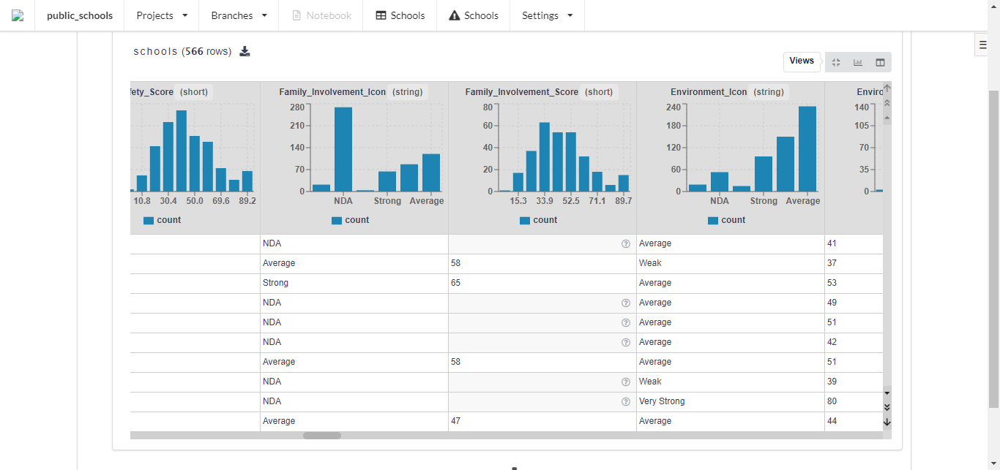 public_schools Projects Branches Notebook Schools Schools Settings
schools (566 rows)
Views
fety_Score (short) Family_Involvement_Icon (string) Family_Involvement_Score (short) Environment_Icon (string) Enviro
280 210 140 70 0
80 60 40 20 0
240 180 120 60 0
140 105 70 35 0
10.8 30.4 50.0 69.6 89.2 NDA Strong Average 15.3 33.9 52.5 71.1 89.7 NDA Strong Average
count count count count
NDA ? Average 41
Average 58 Weak 37
Strong 65 Average 53
NDA ? Average 49
NDA ? Average 51
NDA ? Average 42
Average 58 Average 51
NDA ? Weak 39
NDA ? Very Strong 80
Average 47 Average 44